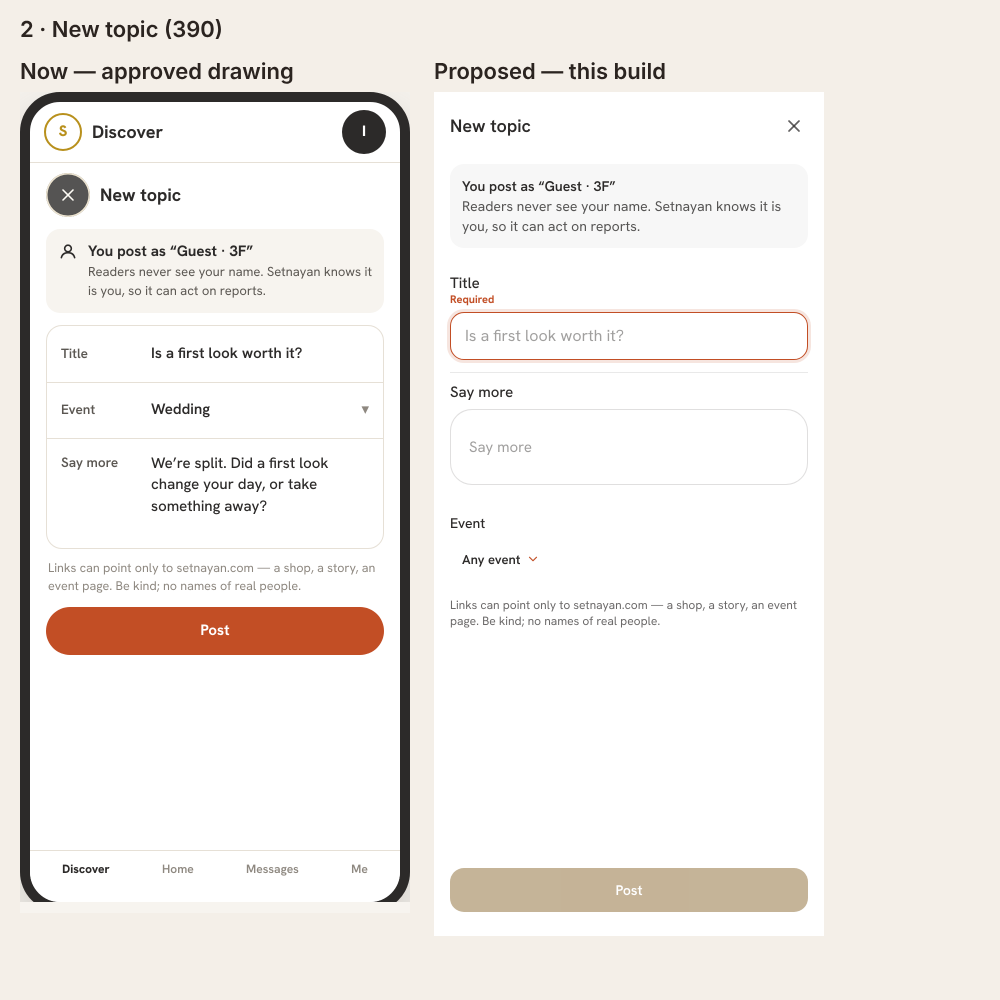 2 · New topic (390)
Now — approved drawing
S
Discover
I
New topic
You post as “Guest · 3F”
Readers never see your name. Setnayan knows it
is you, so it can act on reports.
Title
Is a first look worth it?
Event
Wedding
Say more
We’re split. Did a first look
change your day, or take
something away?
Links can point only to setnayan.com — a shop, a story, an
event page. Be kind; no names of real people.
Post
Discover
Home
Messages
Me
Proposed — this build
New topic
You post as “Guest · 3F”
Readers never see your name. Setnayan knows it is
you, so it can act on reports.
Title
Required
Is a first look worth it?
Say more
Say more
Event
Any event
Links can point only to setnayan.com — a shop, a story, an event
page. Be kind; no names of real people.
Post